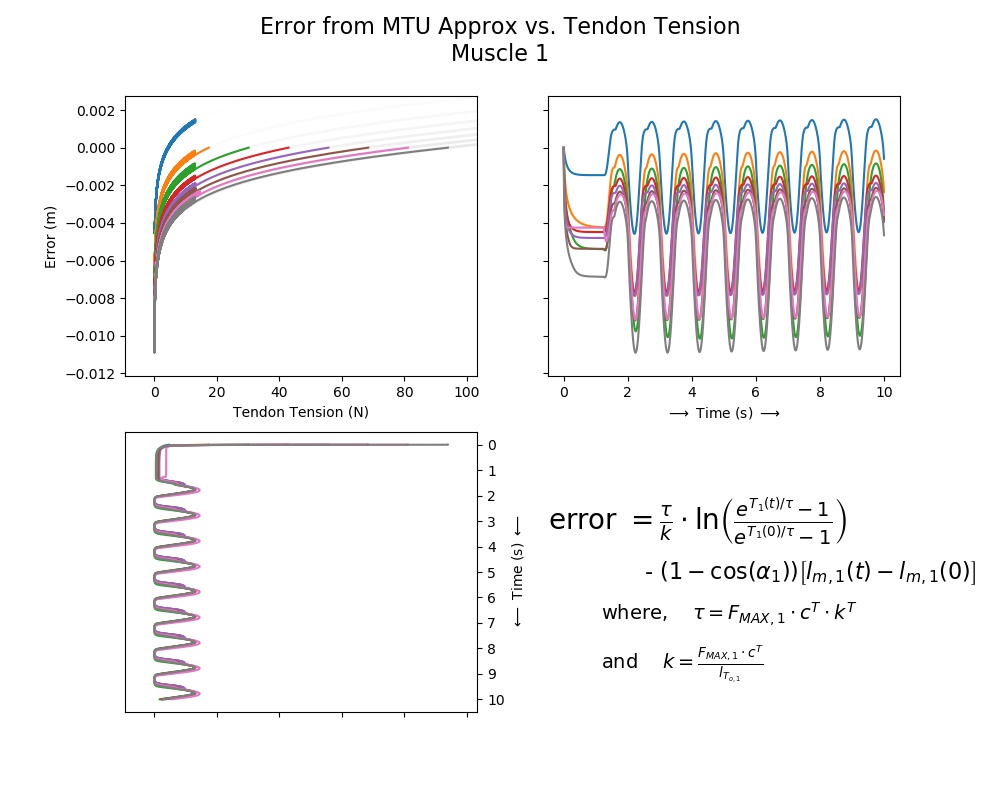 Error from MTU Approx vs. Tendon Tension
Muscle 1
0.002
0.000
−0.002
−0.004
−0.006
−0.008
−0.010
−0.012
Error (m)
0 20 40 60 80 100
Tendon Tension (N)
0 2 4 6 8 10
⟶ Time (s) ⟶
0
1
2
3
4
5
6
7
8
9
10
⟵ Time (s) ⟵
error = τ/k · ln(e^{T_1(t)/τ} − 1 / e^{T_1(0)/τ} − 1)
- (1 − cos(α_1))[l_{m,1}(t) − l_{m,1}(0)]
where, τ = F_{MAX,1} · c^T · k^T
and k = F_{MAX,1} · c^T / l_{T_{o,1}}